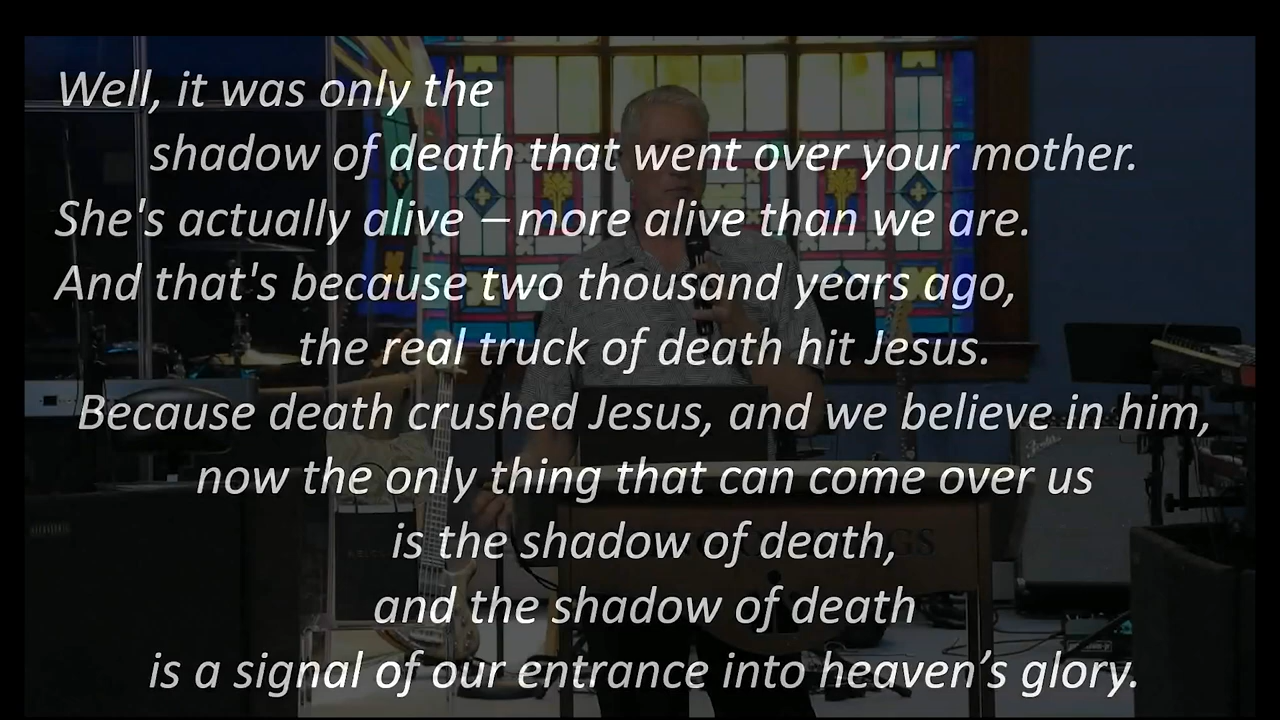 Well, it was only the
shadow of death that went over your mother.
She's actually alive – more alive than we are.
And that's because two thousand years ago,
the real truck of death hit Jesus.
Because death crushed Jesus, and we believe in him,
now the only thing that can come over us
is the shadow of death,
and the shadow of death
is a signal of our entrance into heaven’s glory.
Fender